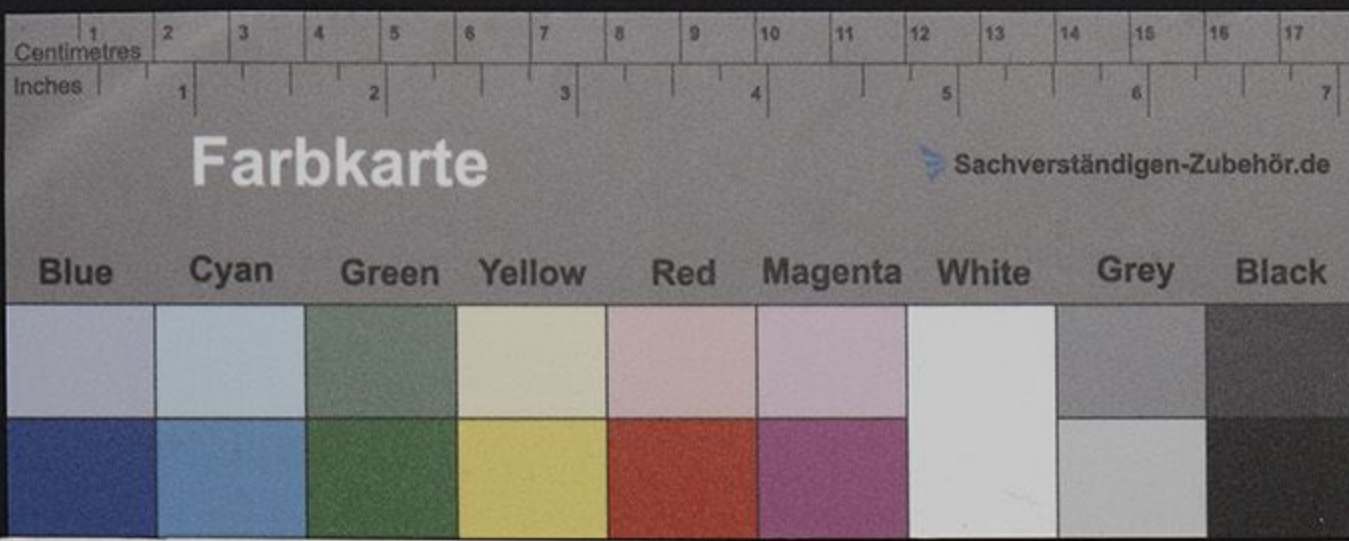 1 2 3 4 5 6 7 8 9 10 11 12 13 14 15 16 17
Centimetres
Inches 1 2 3 4 5 6 7
Farbkarte
Sachverständigen-Zubehör.de
Blue Cyan Green Yellow Red Magenta White Grey Black